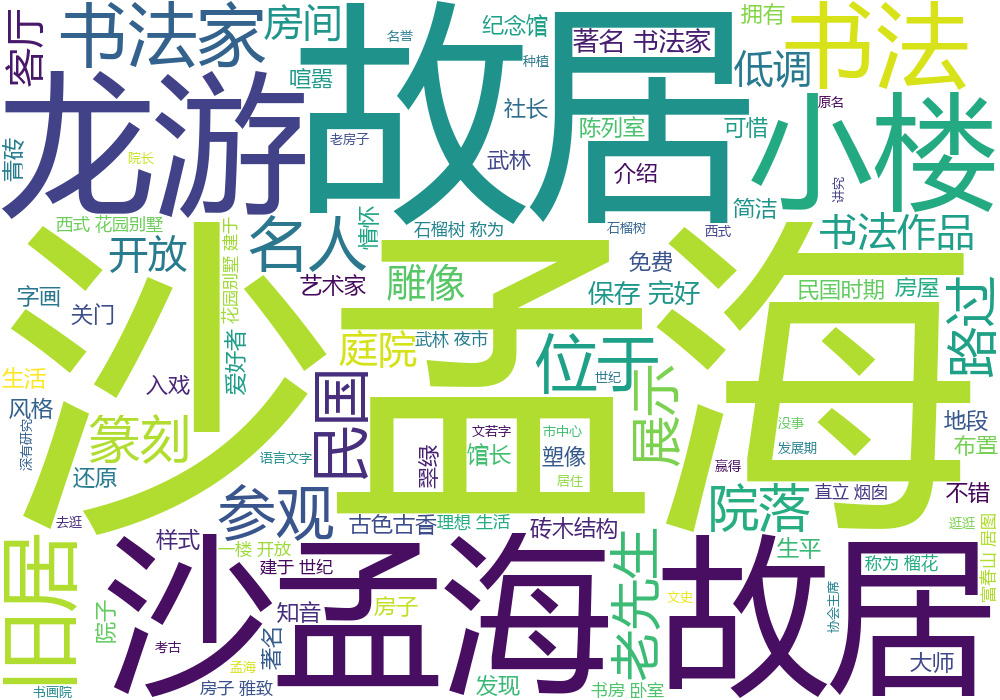 书法家
房间
名誉
故居
纪念馆
拥有
书法
客厅
喧嚣
种植
著名 书法家
低调
龙游
社长
原名
小楼
青砖
院长
老房子
武林
陈列室
可惜
介绍
讲究
西式 花园别墅
花园别墅 建于
名人
情怀
石榴树 称为
石榴树
西式
简洁
书法作品
开放
雕像
艺术家
免费
保存 完好
民国时期
房屋
路过
字画
关门
沙孟海
庭院
武林 夜市
位于
生活
入戏
爱好者
世纪
风格
民国
展示
地段
篆刻
深有研究
文若字
市中心
没事
布置
语言文字
翠绿
馆长
塑像
发展期
还原
居住
赢得
直立 烟囱
不错
参观
去逛
古色古香
理想 生活
砖木结构
院落
逛逛
富春山 居图
旧居
样式
一楼 开放
建于 世纪
沙孟海故居
老先生
生平
称为 榴花
院子
知音
房子
文史
协会主席
考古
著名
孟海
大师
书画院
房子 雅致
发现
书房 卧室